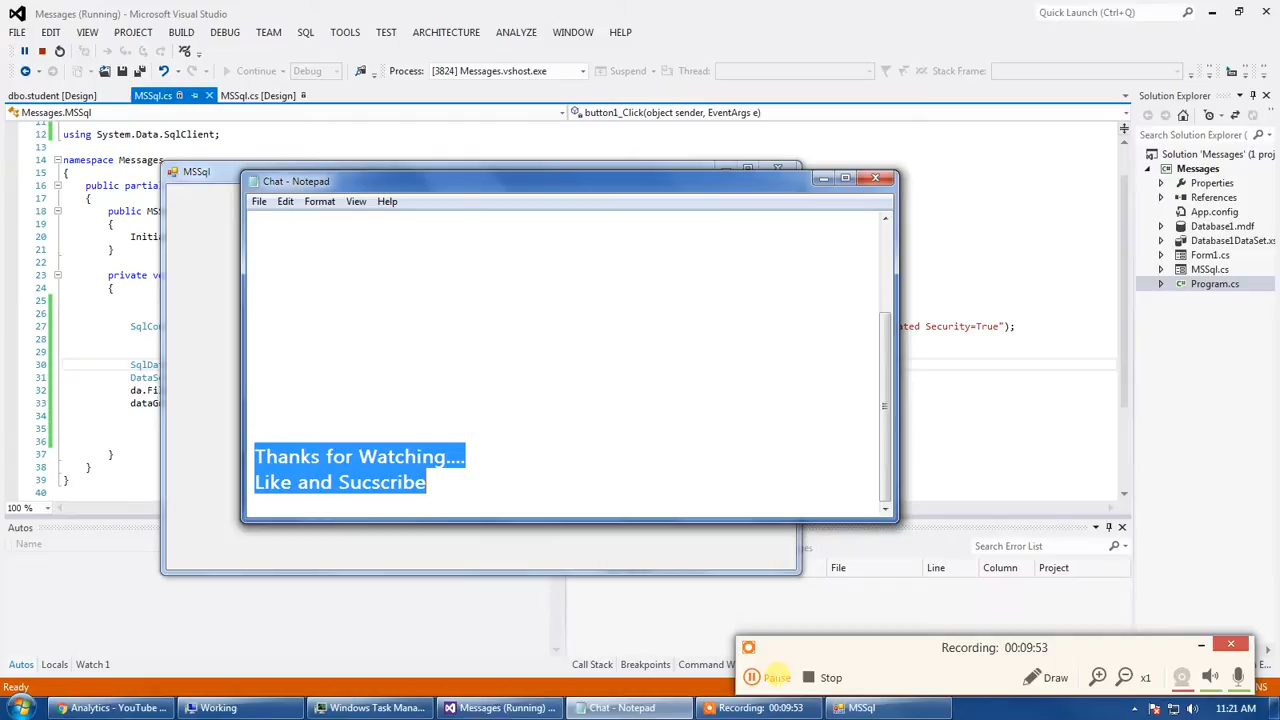 Messages (Running) - Microsoft Visual Studio
Quick Launch (Ctrl+Q)
FILE EDIT VIEW PROJECT BUILD DEBUG TEAM SQL TOOLS TEST ARCHITECTURE ANALYZE WINDOW HELP
Continue Debug Process: [3824] Messages.vshost.exe Suspend Thread: Stack Frame:
dbo.student [Design] MSSql.cs MSSql.cs [Design]
Solution Explorer
Messages.MSSql button1_Click(object sender, EventArgs e)
Search Solution Explorer
Solution 'Messages' (1 proj
Messages
Properties
References
App.config
Database1.mdf
Database1DataSet.xs
Form1.cs
MSSql.cs
Program.cs
11
12 using System.Data.SqlClient;
13
14 namespace Messages
15 {
16 public parti
17 {
18 public MS
19 {
20 Initi
21 }
22
23 private v
24 {
25
26
27 SqlCo ted Security=True");
28
29
30 SqlDa
31 DataS
32 da.Fi
33 dataG
34
35
36
37 }
38 }
39 }
40
MSSql
Chat - Notepad
File Edit Format View Help
Thanks for Watching....
Like and Sucscribe
100 %
Autos
Name
Search Error List
File Line Column Project
Autos Locals Watch 1
Call Stack Breakpoints Command W
Recording: 00:09:53
Pause Stop Draw x1
Ready
INS
Analytics - YouTube ... Working Windows Task Mana... Messages (Running) ... Chat - Notepad Recording: 00:09:53 MSSql 11:21 AM